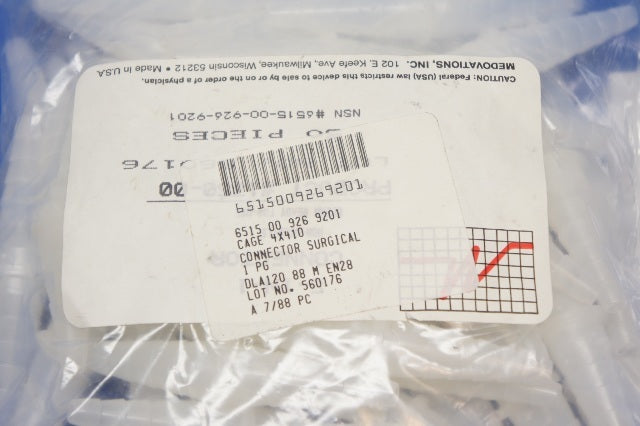 MEDOVATIONS, INC. 102 E. Keefe Ave, Milwaukee, Wisconsin 53212 • Made in U.S.A.
CAUTION: Federal (USA) law restricts this device to sale by or on the order of a physician.
NSN #6515-00-926-9201
PIECES
60176
00
6515009269201
6515 00 926 9201
CAGE 4X410
CONNECTOR SURGICAL
1 PG
DLA120 88 M EN28
LOT NO. 560176
A 7/88 PC